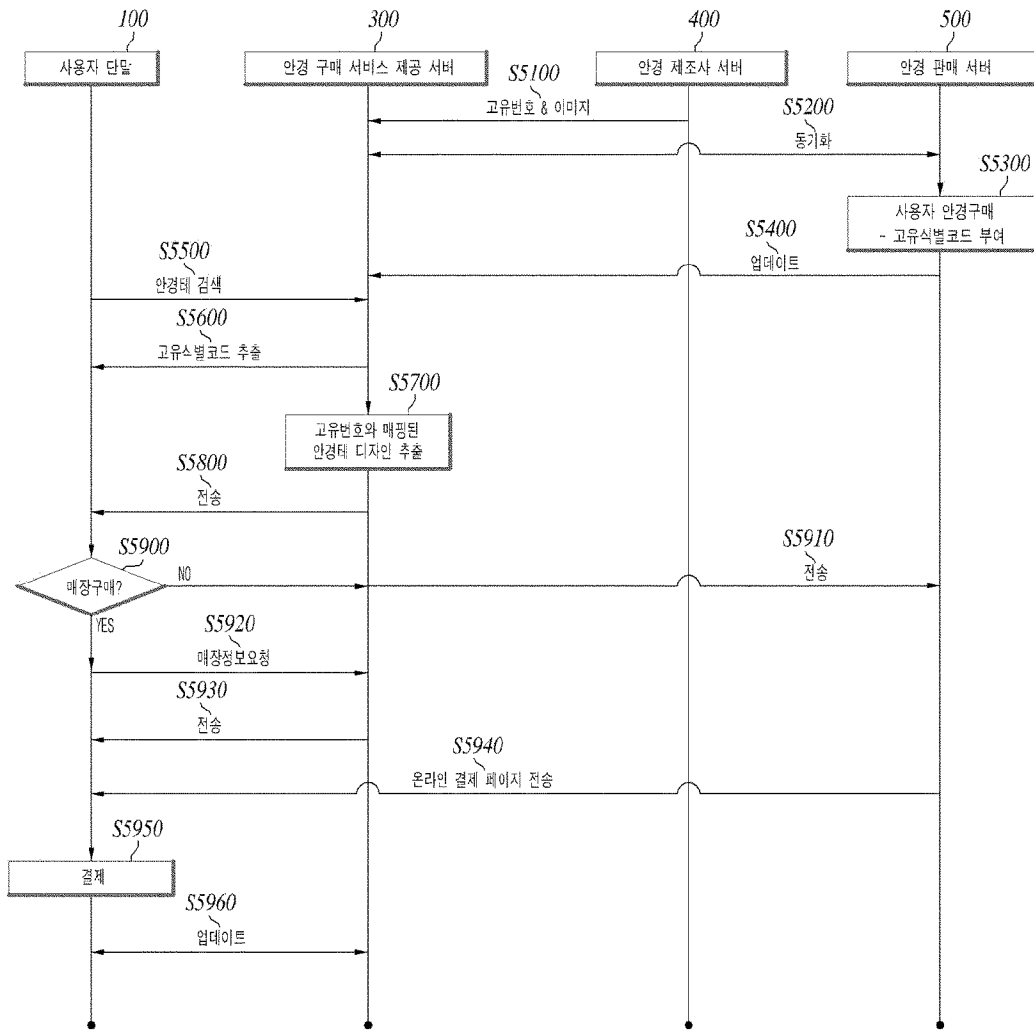 100
300
400
500
사용자 단말
안경 구매 서비스 제공 서버
안경 제조사 서버
안경 판매 서버
S5100
고유번호 & 이미지
S5200
동기화
S5300
사용자 안경구매
- 고유식별코드 부여
S5400
업데이트
S5500
안경테 검색
S5600
고유식별코드 추출
S5700
고유번호와 매핑된
안경테 디자인 추출
S5800
전송
S5900
매장구매?
NO
S5910
전송
YES
S5920
매장정보요청
S5930
전송
S5940
온라인 결제 페이지 전송
S5950
결제
S5960
업데이트